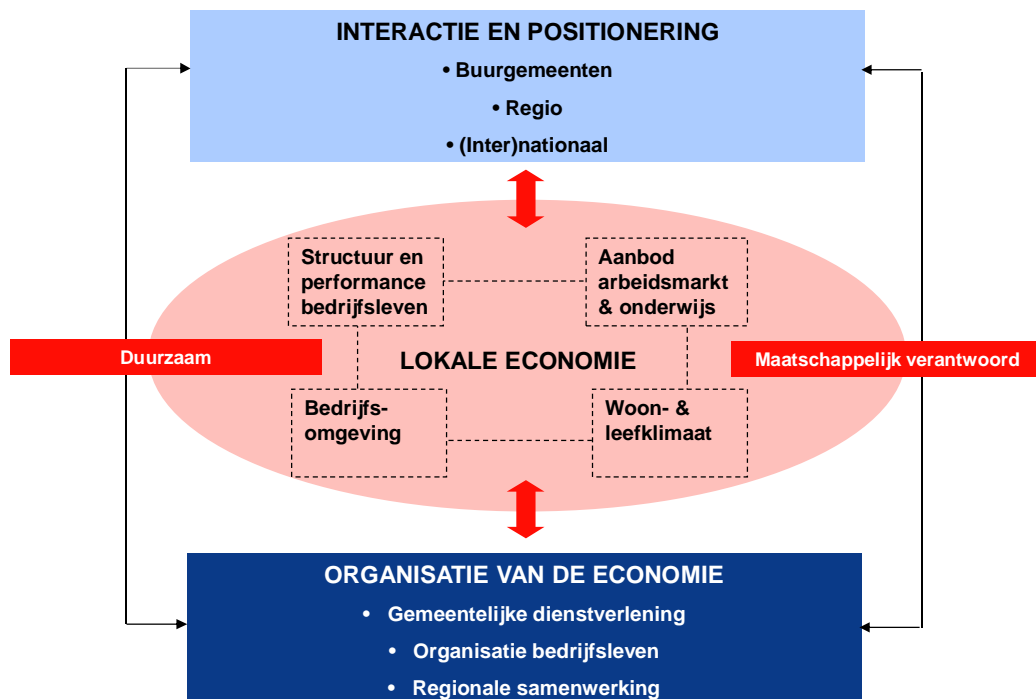 INTERACTIE EN POSITIONERING
• Buurgemeenten
• Regio
• (Inter)nationaal
Structuur en
performance
bedrijfsleven
Aanbod
arbeidsmarkt
& onderwijs
Duurzaam
LOKALE ECONOMIE
Maatschappelijk verantwoord
Bedrijfs-
omgeving
Woon- &
leefklimaat
ORGANISATIE VAN DE ECONOMIE
• Gemeentelijke dienstverlening
• Organisatie bedrijfsleven
• Regionale samenwerking